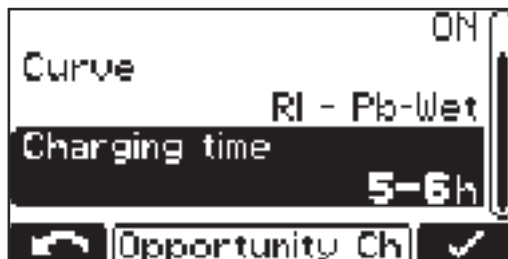 ON
Curve
RI - Pb-Wet
Charging time
5-6h
Opportunity Ch